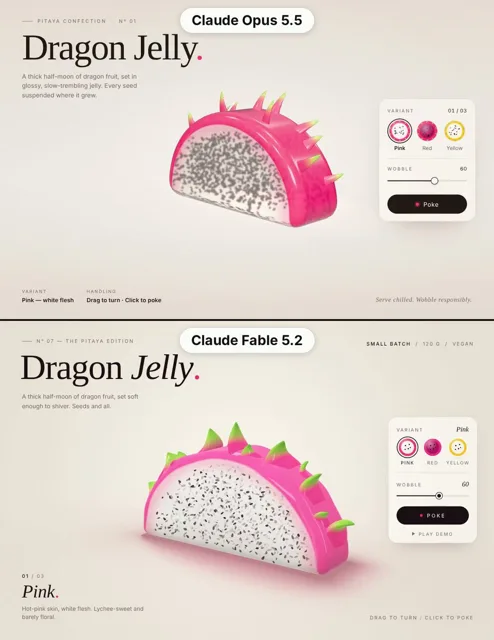 Claude Opus 5.5
PITAYA CONFECTION Nº 01
Dragon Jelly.
A thick half-moon of dragon fruit, set in
glossy, slow-trembling jelly. Every seed
suspended where it grew.
VARIANT 01 / 03
Pink Red Yellow
WOBBLE 60
Poke
VARIANT HANDLING
Pink — white flesh Drag to turn · Click to poke
Serve chilled. Wobble responsibly.
Claude Fable 5.2
Nº 07 — THE PITAYA EDITION
SMALL BATCH / 120 G / VEGAN
Dragon Jelly.
A thick half-moon of dragon fruit, set soft
enough to shiver. Seeds and all.
VARIANT Pink
PINK RED YELLOW
WOBBLE 60
POKE
PLAY DEMO
01 / 03
Pink.
Hot-pink skin, white flesh. Lychee-sweet and
barely floral.
DRAG TO TURN / CLICK TO POKE